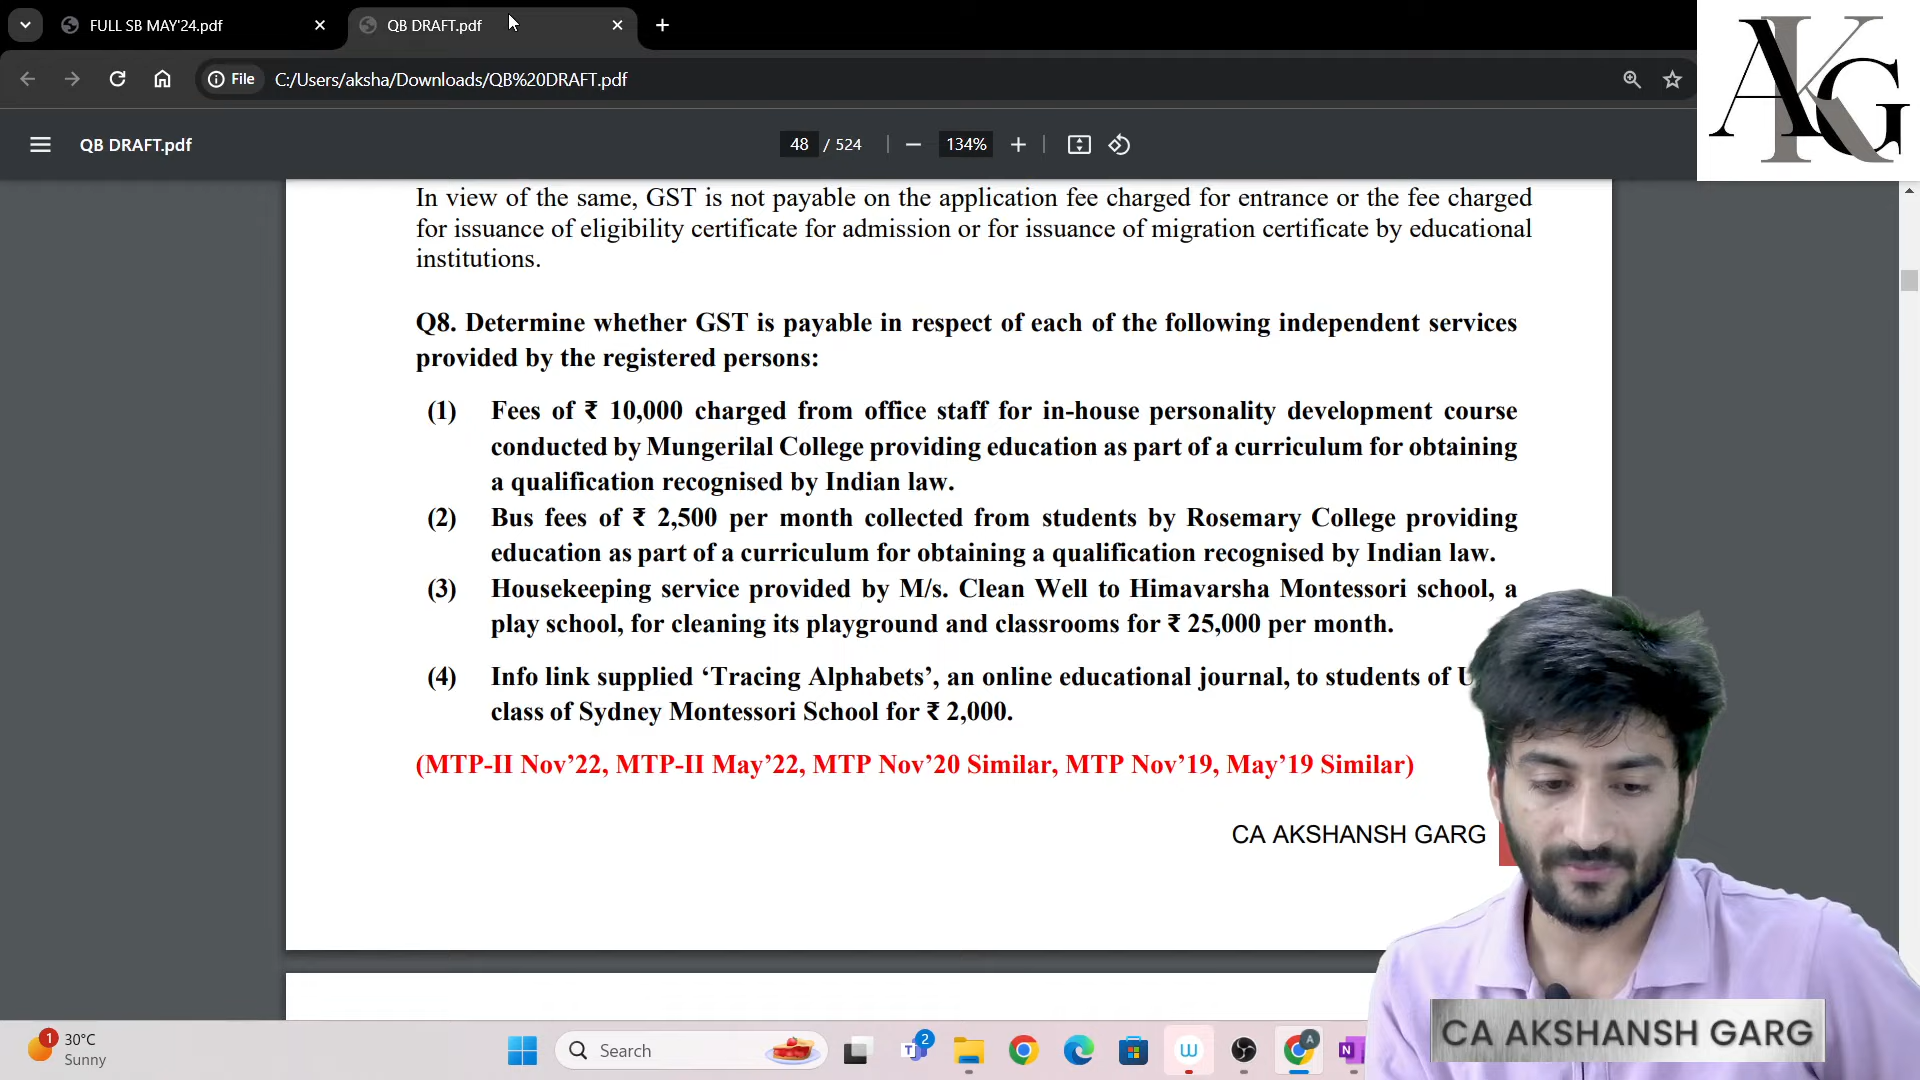 FULL SB MAY'24.pdf
QB DRAFT.pdf
File
C:/Users/aksha/Downloads/QB%20DRAFT.pdf
AKG
QB DRAFT.pdf
48 / 524
134%
In view of the same, GST is not payable on the application fee charged for entrance or the fee charged
for issuance of eligibility certificate for admission or for issuance of migration certificate by educational
institutions.
Q8. Determine whether GST is payable in respect of each of the following independent services
provided by the registered persons:
(1) Fees of ₹ 10,000 charged from office staff for in-house personality development course
conducted by Mungerilal College providing education as part of a curriculum for obtaining
a qualification recognised by Indian law.
(2) Bus fees of ₹ 2,500 per month collected from students by Rosemary College providing
education as part of a curriculum for obtaining a qualification recognised by Indian law.
(3) Housekeeping service provided by M/s. Clean Well to Himavarsha Montessori school, a
play school, for cleaning its playground and classrooms for ₹ 25,000 per month.
(4) Info link supplied ‘Tracing Alphabets’, an online educational journal, to students of
class of Sydney Montessori School for ₹ 2,000.
(MTP-II Nov’22, MTP-II May’22, MTP Nov’20 Similar, MTP Nov’19, May’19 Similar)
CA AKSHANSH GARG
CA AKSHANSH GARG
1
30°C
Sunny
Search
2
A